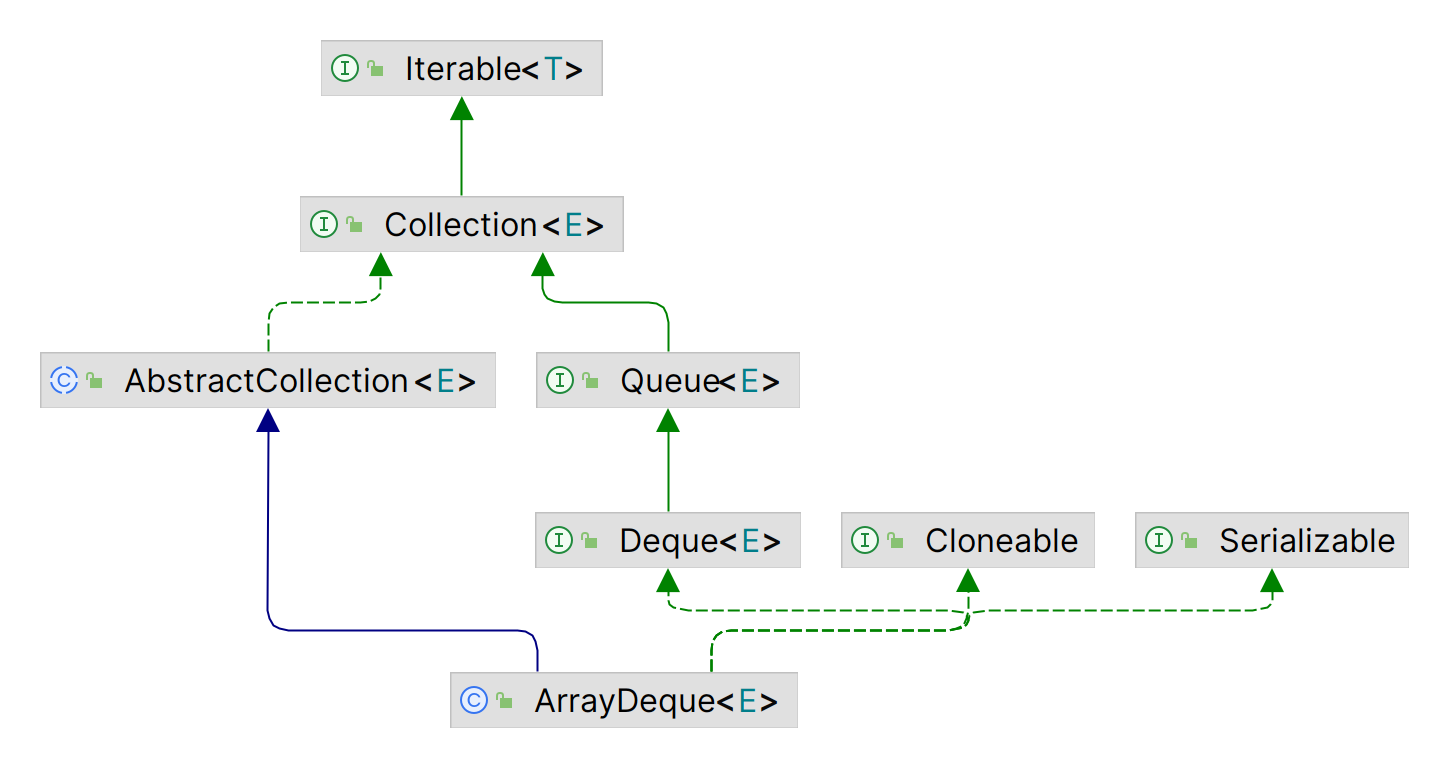 Iterable<T>
Collection<E>
AbstractCollection<E>
Queue<E>
Deque<E>
Cloneable
Serializable
ArrayDeque<E>